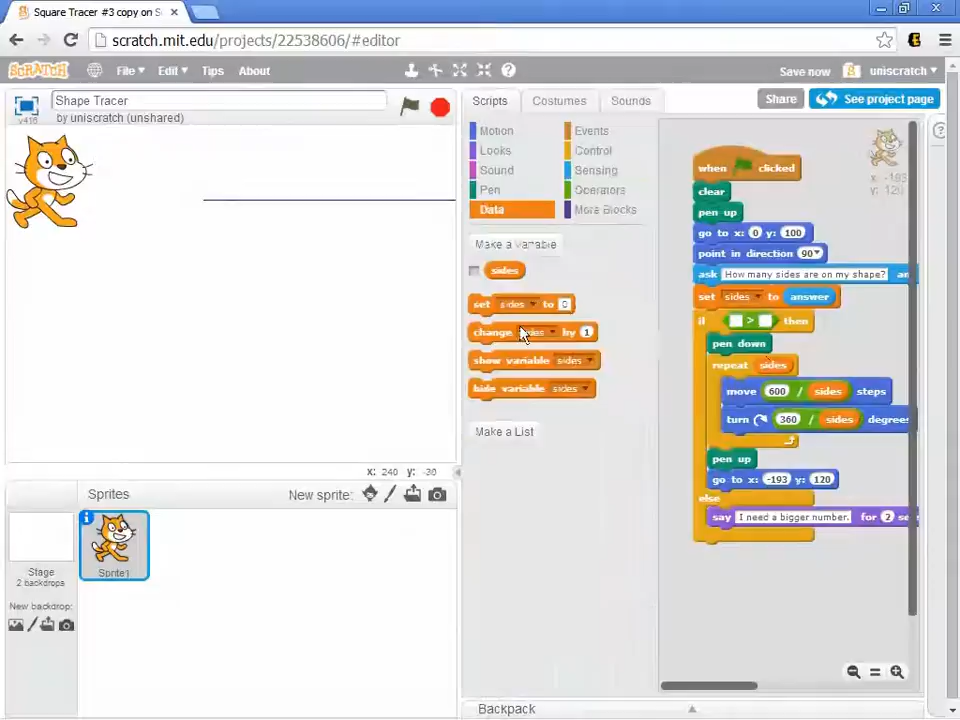 Square Tracer #3 copy on S
scratch.mit.edu/projects/22538606/#editor
SCRATCH
File
Edit
Tips
About
Save now
uniscratch
v416
Shape Tracer
by uniscratch (unshared)
Scripts
Costumes
Sounds
Share
See project page
Motion
Events
Looks
Control
Sound
Sensing
Pen
Operators
Data
More Blocks
Make a variable
sides
set sides to 0
change sides by 1
show variable sides
hide variable sides
Make a List
x: -193
y: 120
when clicked
clear
pen up
go to x: 0 y: 100
point in direction 90
ask How many sides are on my shape? an
set sides to answer
if > then
pen down
repeat sides
move 600 / sides steps
turn 360 / sides degrees
pen up
go to x: -193 y: 120
else
say I need a bigger number. for 2 se
x: 240 y: -30
Sprites
New sprite:
Stage
2 backdrops
New backdrop:
Sprite1
Backpack